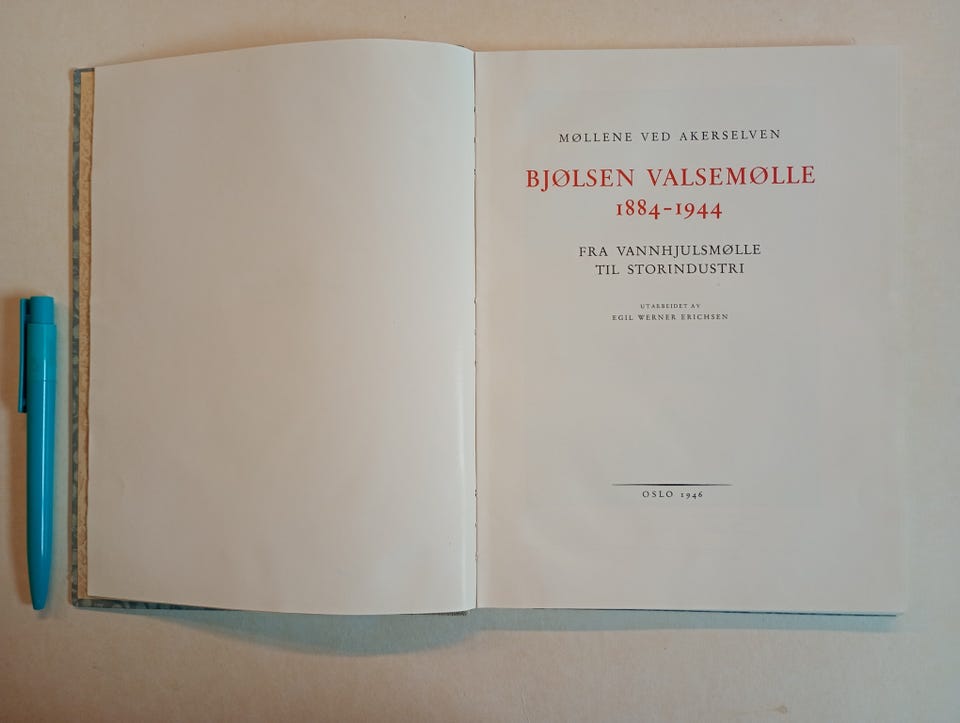 MØLLENE VED AKERSELVEN
BJØLSEN VALSEMØLLE
1884-1944
FRA VANNHJULSMØLLE
TIL STORINDUSTRI
UTARBEIDET AV
EGIL WERNER ERICHSEN
OSLO 1946